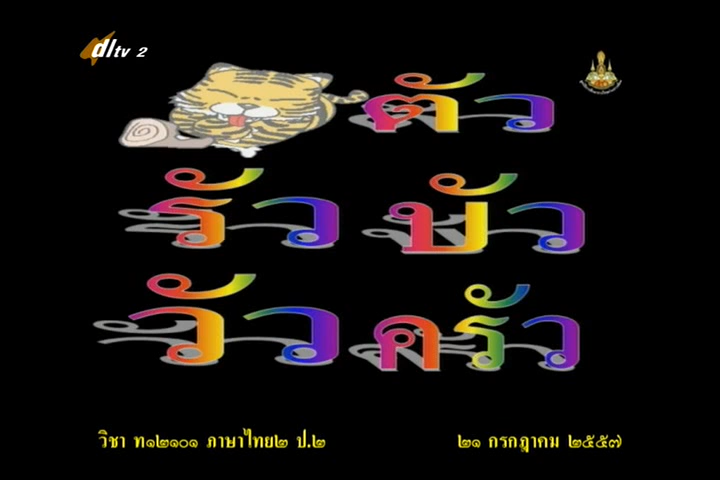 dltv 2
ตัว
รัว บัว
วัว ครัว
วิชา ท๑๒๑๐๑ ภาษาไทย๒ ป.๒ ๒๑ กรกฎาคม ๒๕๕๗